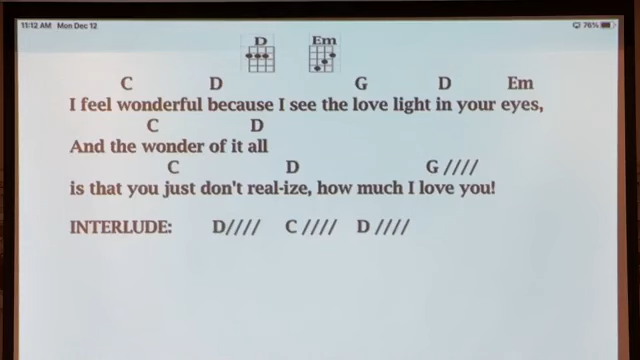 11:12 AM Mon Dec 12
76%
D Em
C D G D Em
I feel wonderful because I see the love light in your eyes,
C D
And the wonder of it all
C D G ////
is that you just don't real-ize, how much I love you!
INTERLUDE: D//// C //// D ////